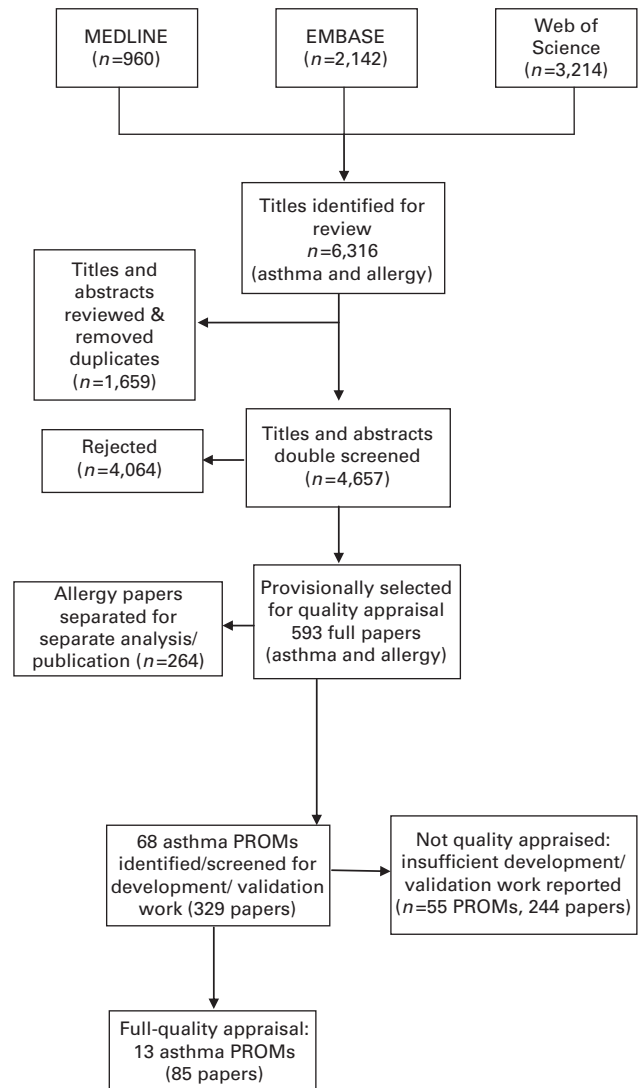 MEDLINE
(n=960)
EMBASE
(n=2,142)
Web of
Science
(n=3,214)
Titles identified for
review
n=6,316
(asthma and allergy)
Titles and
abstracts
reviewed &
removed
duplicates
(n=1,659)
Rejected
(n=4,064)
Titles and abstracts
double screened
(n=4,657)
Allergy papers
separated for
separate analysis/
publication (n=264)
Provisionally selected
for quality appraisal
593 full papers
(asthma and allergy)
68 asthma PROMs
identified/screened for
development/ validation
work (329 papers)
Not quality appraised:
insufficient development/
validation work reported
(n=55 PROMs, 244 papers)
Full-quality appraisal:
13 asthma PROMs
(85 papers)